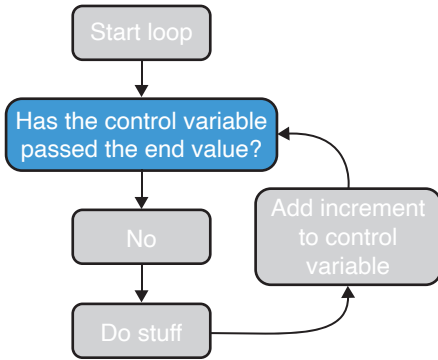 Start loop
Has the control variable
passed the end value?
No
Add increment
to control
variable
Do stuff